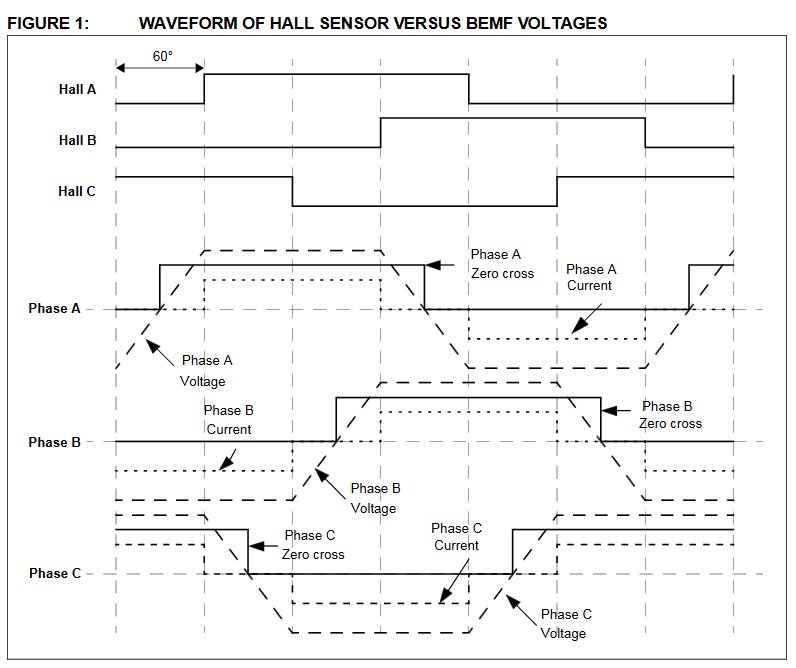 FIGURE 1: WAVEFORM OF HALL SENSOR VERSUS BEMF VOLTAGES
60°
Hall A
Hall B
Hall C
Phase A
Zero cross
Phase A
Current
Phase A
Phase A
Voltage
Phase B
Current
Phase B
Zero cross
Phase B
Phase B
Voltage
Phase C
Zero cross
Phase C
Current
Phase C
Phase C
Voltage